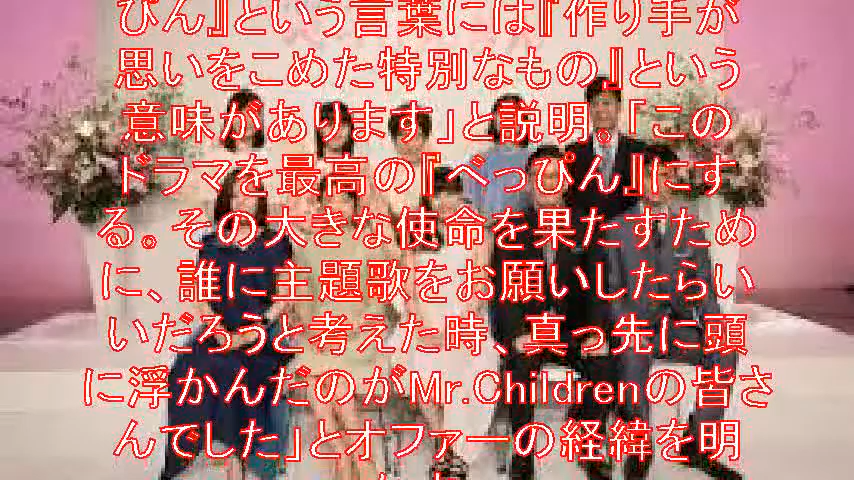 ぴん』という言葉には『作り手が
思いをこめた特別なもの』という
意味があります」と説明。「この
ドラマを最高の『べっぴん』にす
る。その大きな使命を果たすため
に、誰に主題歌をお願いしたらい
いだろうと考えた時、真っ先に頭
に浮かんだのがMr.Childrenの皆さ
んでした」とオファーの経緯を明